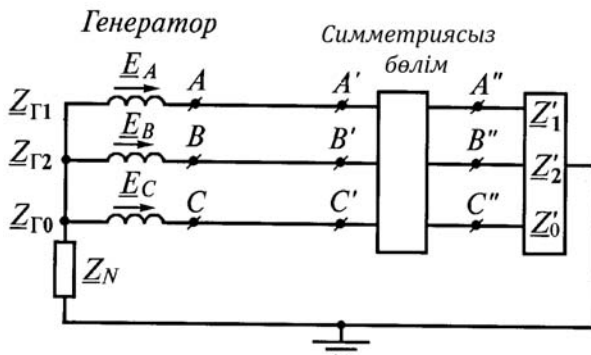 Генератор
Симметриясыз
бөлім
E_A A A' A" Z'_1
Z_Г1
E_B B B' B" Z'_2
Z_Г2
E_C C C' C" Z'_0
Z_Г0
Z_N